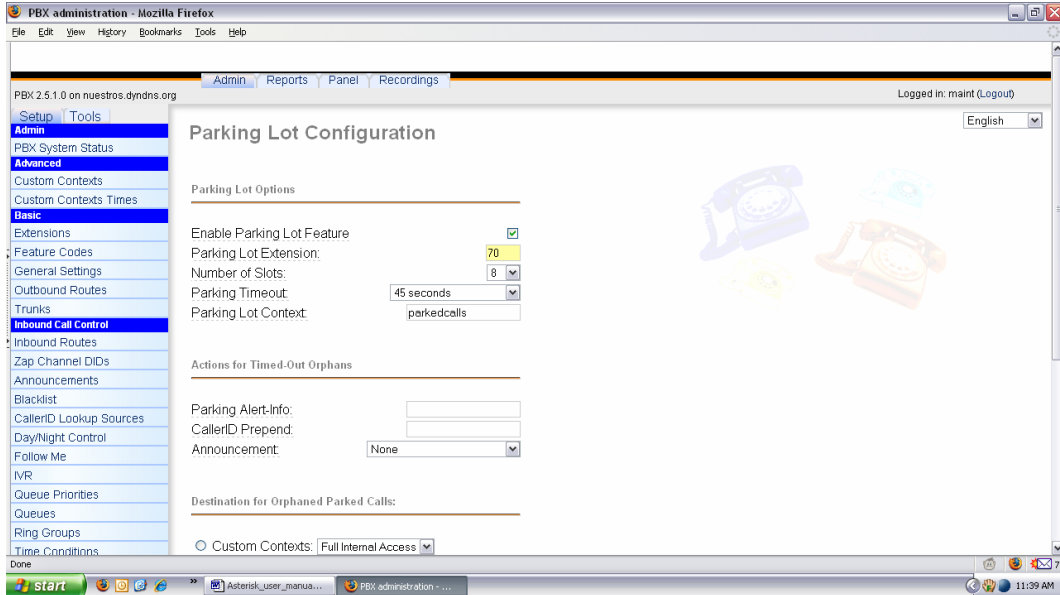 PBX administration - Mozilla Firefox
File Edit View History Bookmarks Tools Help
Admin Reports Panel Recordings
PBX 2.5.1.0 on nuestros.dyndns.org
Logged in: maint (Logout)
Setup Tools
English
Admin
PBX System Status
Advanced
Custom Contexts
Custom Contexts Times
Basic
Extensions
Feature Codes
General Settings
Outbound Routes
Trunks
Inbound Call Control
Inbound Routes
Zap Channel DIDs
Announcements
Blacklist
CallerID Lookup Sources
Day/Night Control
Follow Me
IVR
Queue Priorities
Queues
Ring Groups
Time Conditions
Parking Lot Configuration
Parking Lot Options
Enable Parking Lot Feature
Parking Lot Extension: 70
Number of Slots: 8
Parking Timeout: 45 seconds
Parking Lot Context: parkedcalls
Actions for Timed-Out Orphans
Parking Alert-Info:
CallerID Prepend:
Announcement: None
Destination for Orphaned Parked Calls:
Custom Contexts: Full Internal Access
Done
7
start
Asterisk_user_manua...
PBX administration - ...
11:39 AM